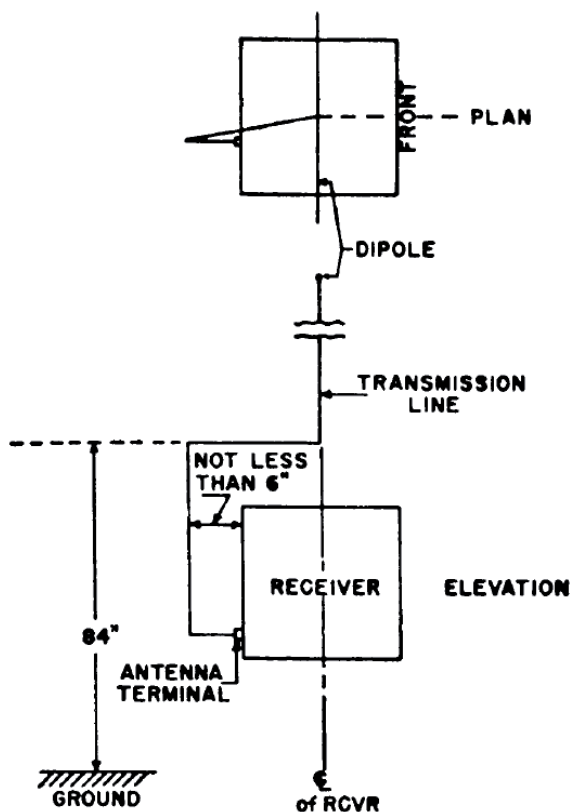 FRONT
PLAN
DIPOLE
TRANSMISSION
LINE
NOT LESS
THAN 6"
RECEIVER
ELEVATION
84"
ANTENNA
TERMINAL
GROUND
℄
of RCVR